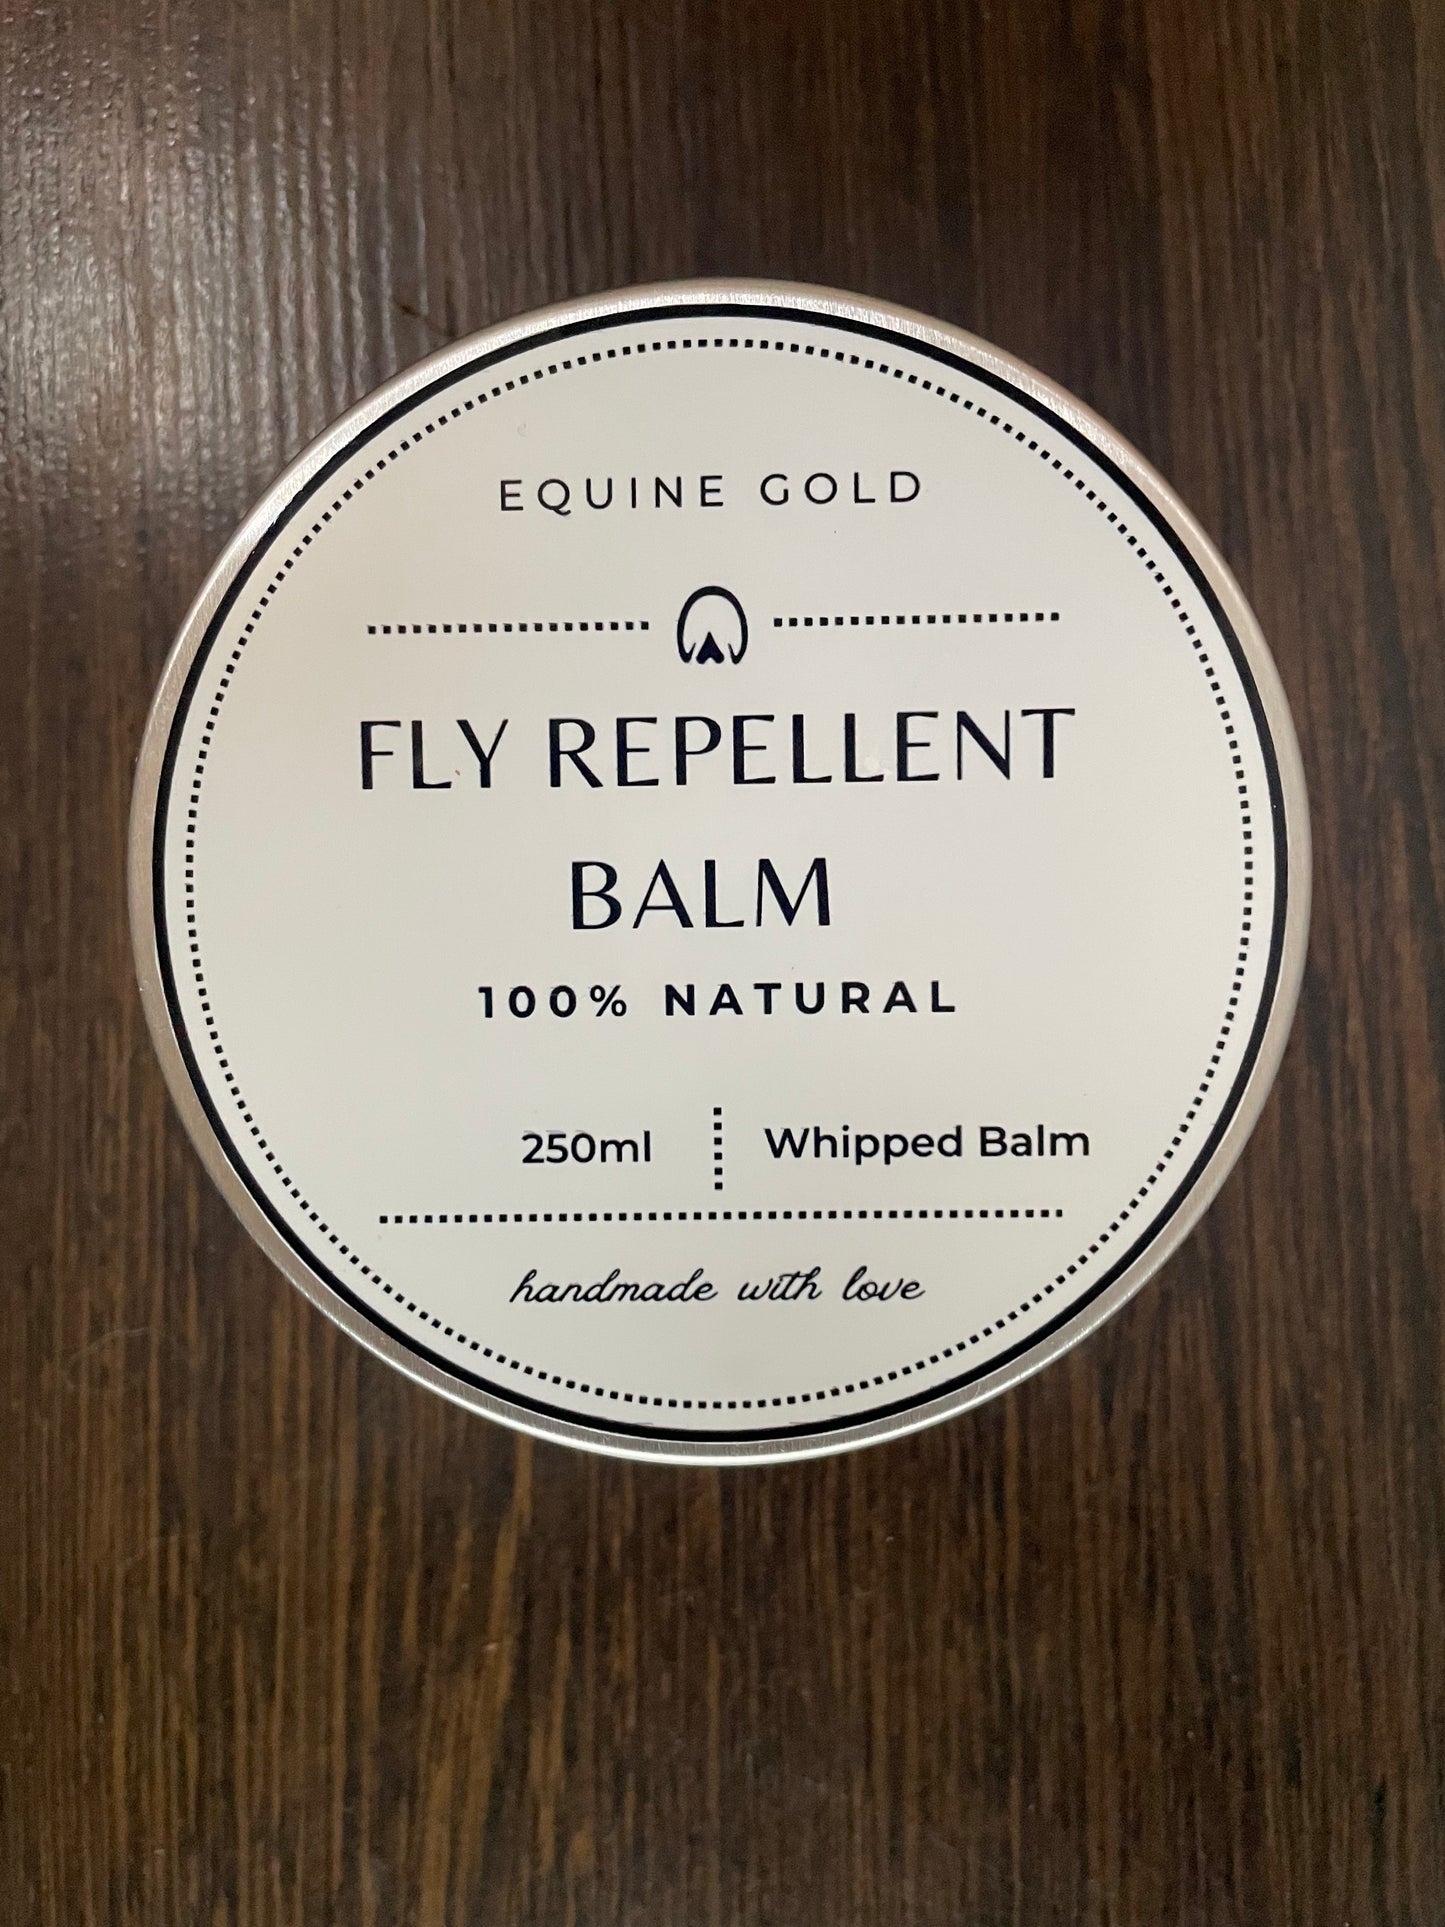 EQUINE GOLD
FLY REPELLENT
BALM
100% NATURAL
250ml
Whipped Balm
handmade with love